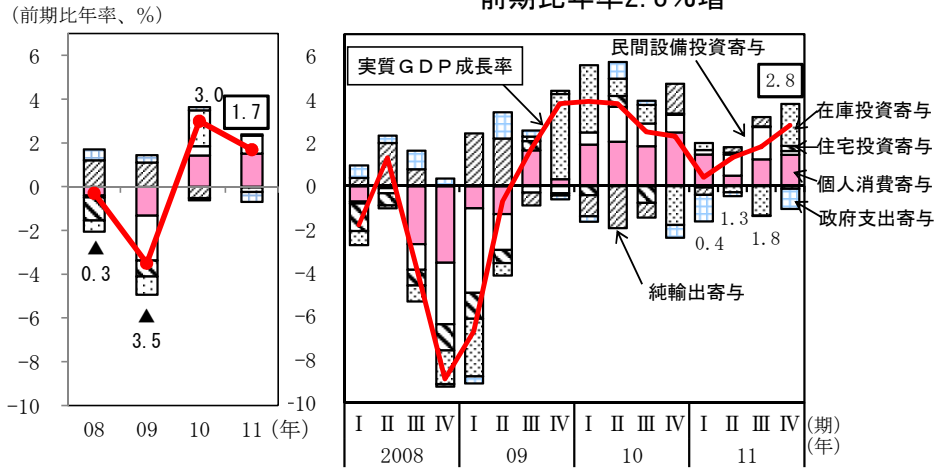 前期比年率2.8%増
(前期比年率、%)
6
4
2
0
-2
-4
-6
-8
-10
▲
0.3
▲
3.5
3.0
1.7
08 09 10 11 (年)
6
4
2
0
-2
-4
-6
-8
-10
実質GDP成長率
民間設備投資寄与
2.8
在庫投資寄与
住宅投資寄与
個人消費寄与
政府支出寄与
純輸出寄与
0.4
1.3
1.8
Ⅰ Ⅱ Ⅲ Ⅳ Ⅰ Ⅱ Ⅲ Ⅳ Ⅰ Ⅱ Ⅲ Ⅳ Ⅰ Ⅱ Ⅲ Ⅳ (期)
2008 09 10 11 (年)